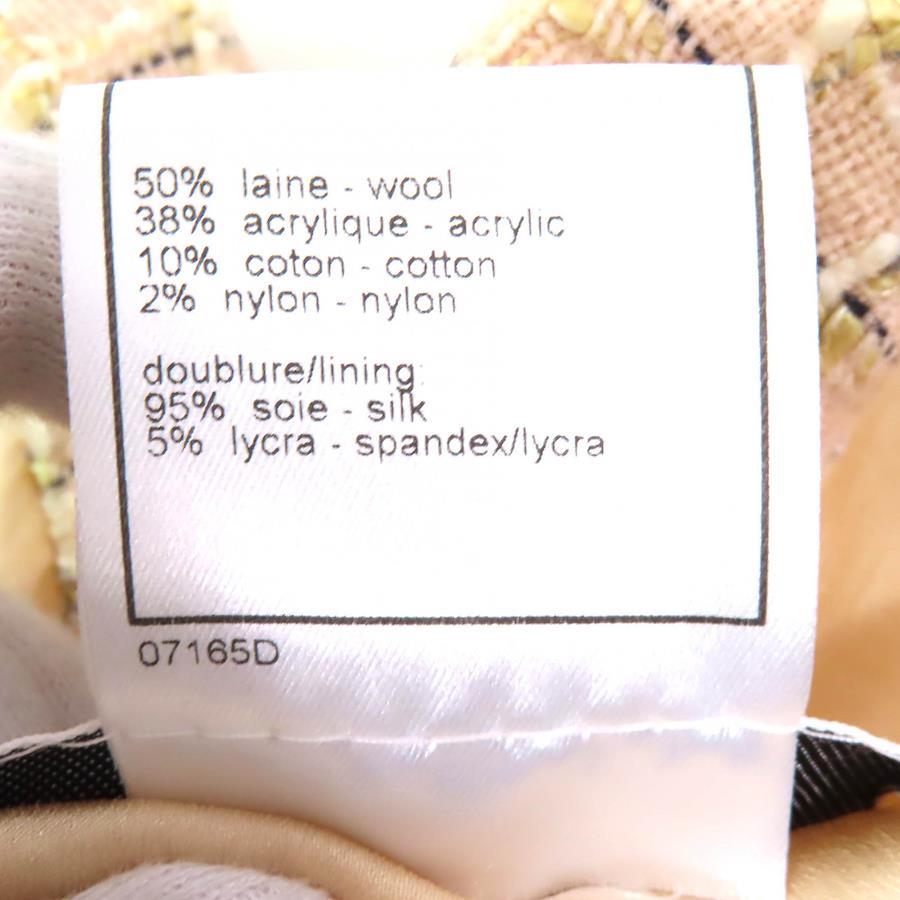 50% laine - wool
38% acrylique - acrylic
10% coton - cotton
2% nylon - nylon
doublure/lining:
95% soie - silk
5% lycra - spandex/lycra
07165D